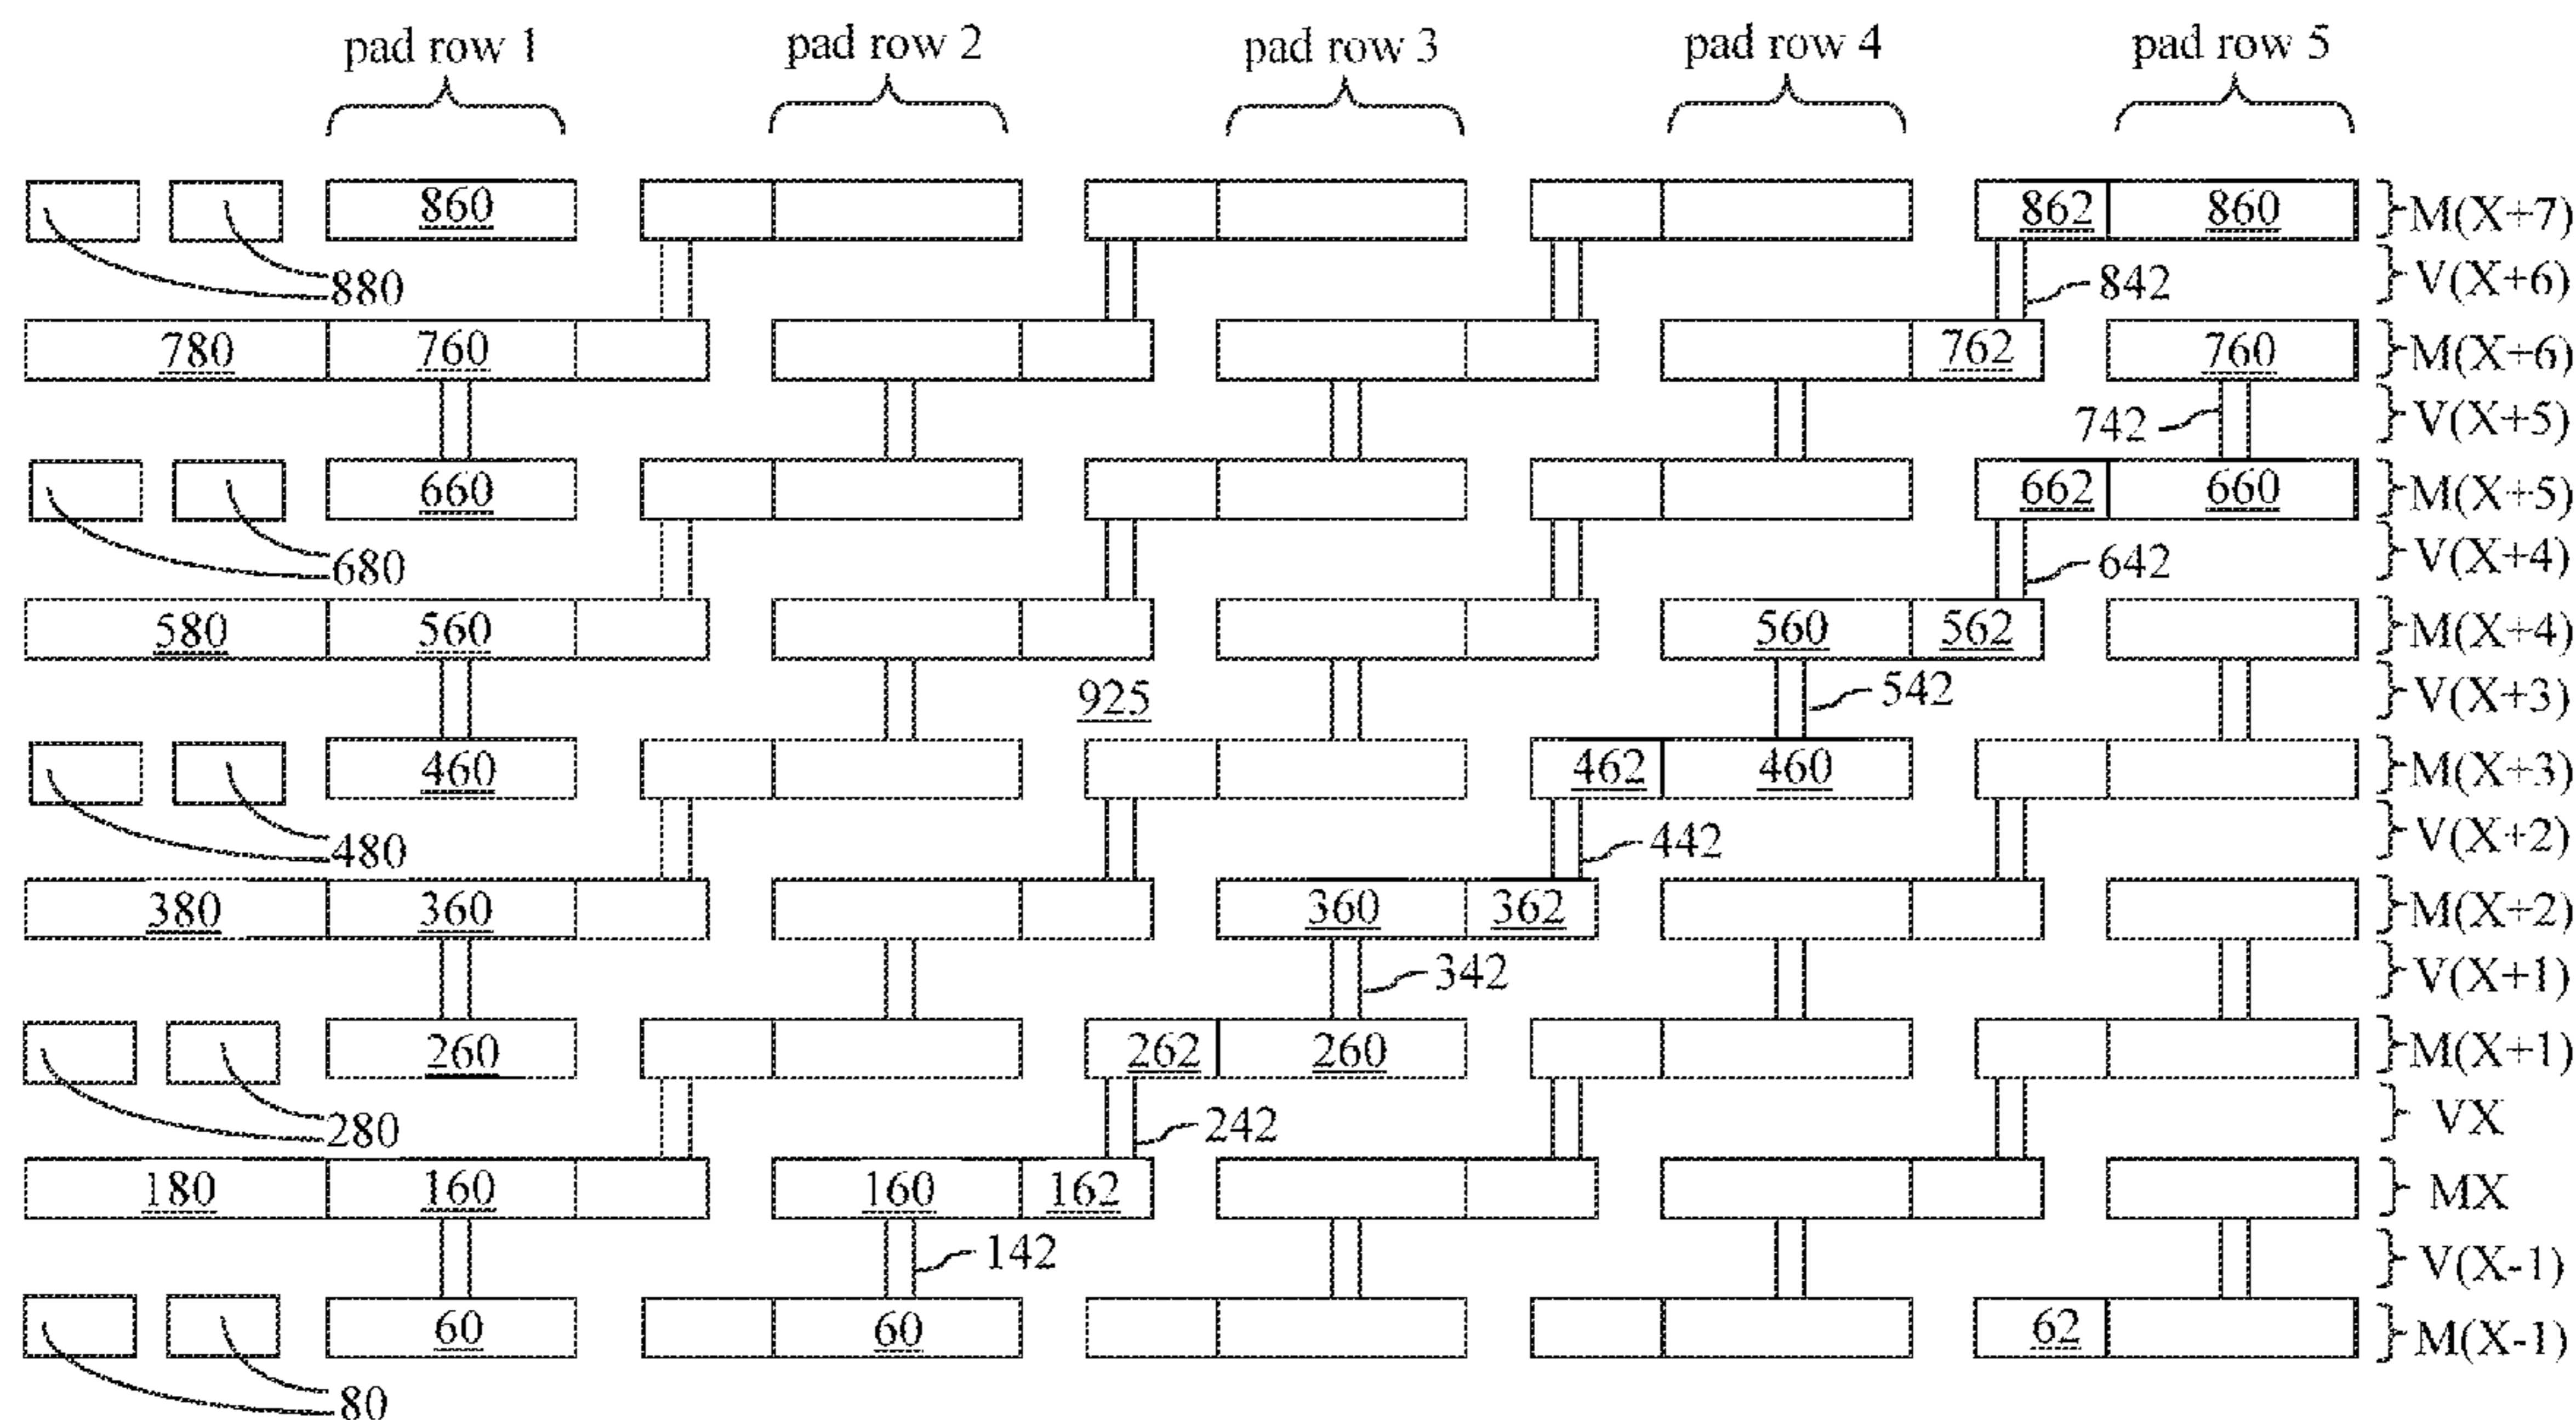 pad row 1 pad row 2 pad row 3 pad row 4 pad row 5
860 862 860 M(X+7)
880 842 V(X+6)
780 760 762 760 M(X+6)
742 V(X+5)
660 662 660 M(X+5)
680 642 V(X+4)
580 560 560 562 M(X+4)
925 542 V(X+3)
460 462 460 M(X+3)
480 442 V(X+2)
380 360 360 362 M(X+2)
342 V(X+1)
260 262 260 M(X+1)
280 242 VX
180 160 160 162 MX
142 V(X-1)
60 60 62 M(X-1)
80